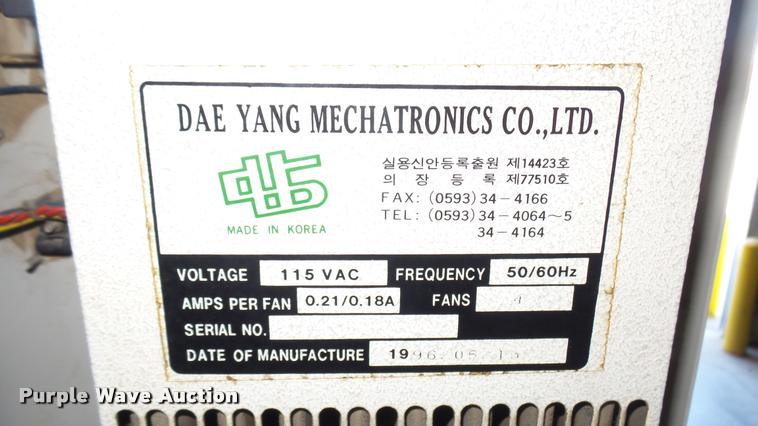 DAE YANG MECHATRONICS CO.,LTD.
MADE IN KOREA
실용신안등록출원 제14423호
의 장 등 록 제77510호
FAX: (0593)34-4166
TEL: (0593)34-4064~5
34-4164
VOLTAGE 115 VAC FREQUENCY 50/60Hz
AMPS PER FAN 0.21/0.18A FANS 4
SERIAL NO.
DATE OF MANUFACTURE 1996.05.
Purple Wave Auction